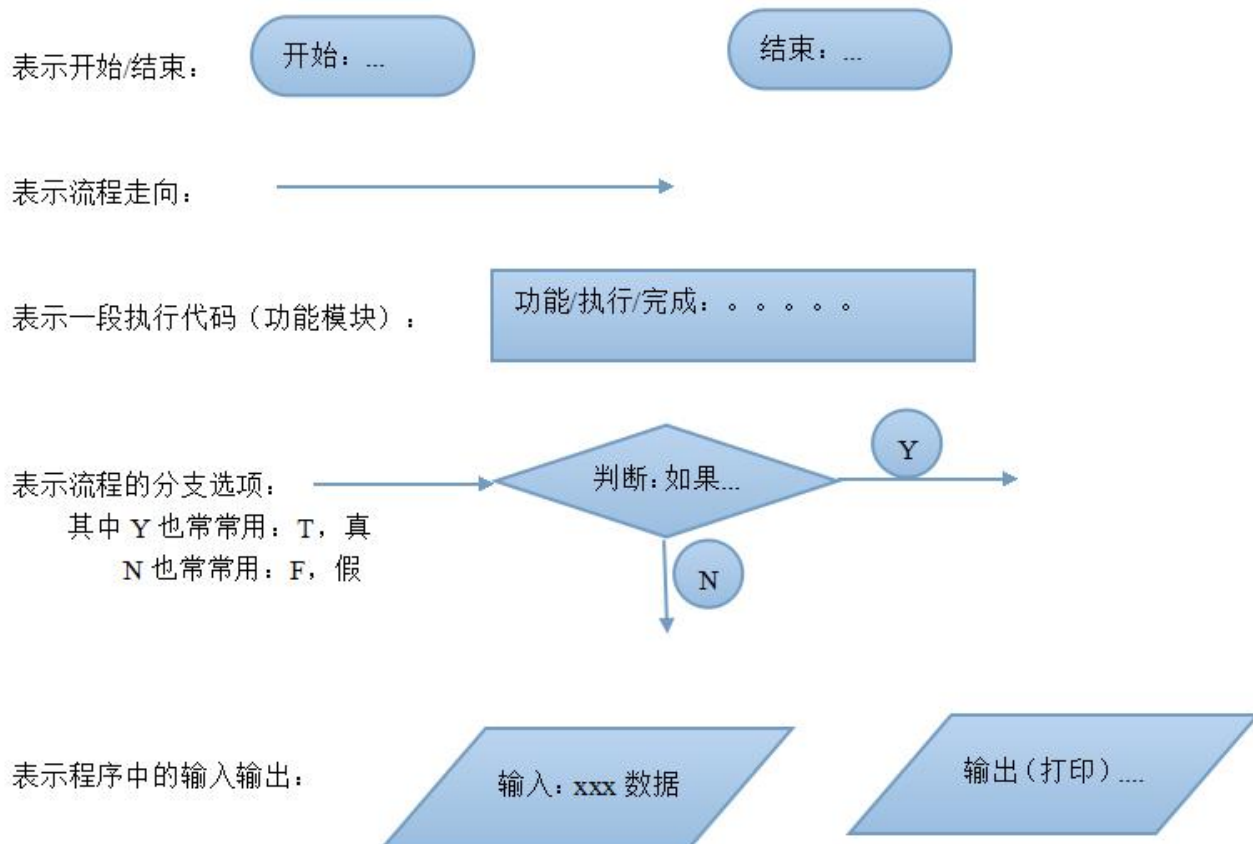 表示开始/结束：
开始：...
结束：...
表示流程走向：
表示一段执行代码（功能模块）：
功能/执行/完成：。。。。。
表示流程的分支选项：
判断：如果...
Y
其中 Y 也常常用：T，真
N 也常常用：F，假
N
表示程序中的输入输出：
输入：xxx 数据
输出（打印）....